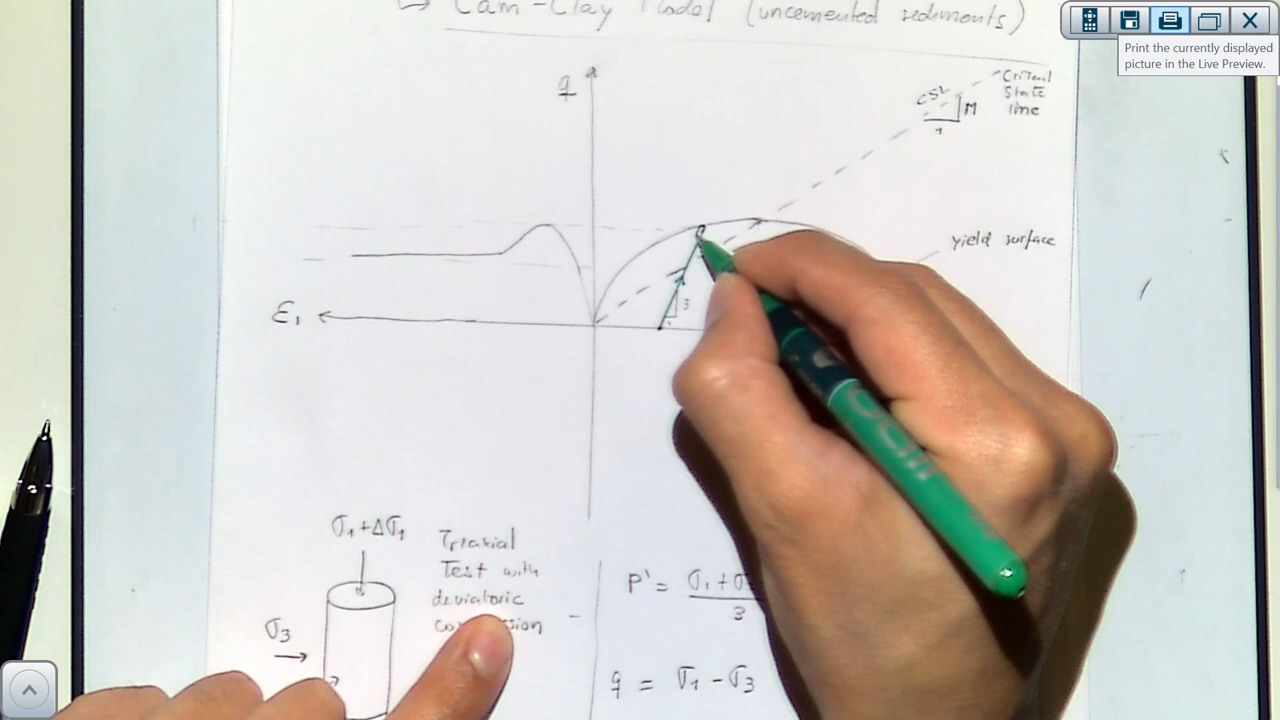 ↳ Cam-Clay Model (uncemented sediments)
Print the currently displayed
picture in the Live Preview.
q
CSL
M
1
Critical
State
line
yield surface
ε₁
3
1
σ₁+Δσ₁
Triaxial
Test with
deviatoric
σ₃
P' = σ₁+σ
3
q = σ₁-σ₃